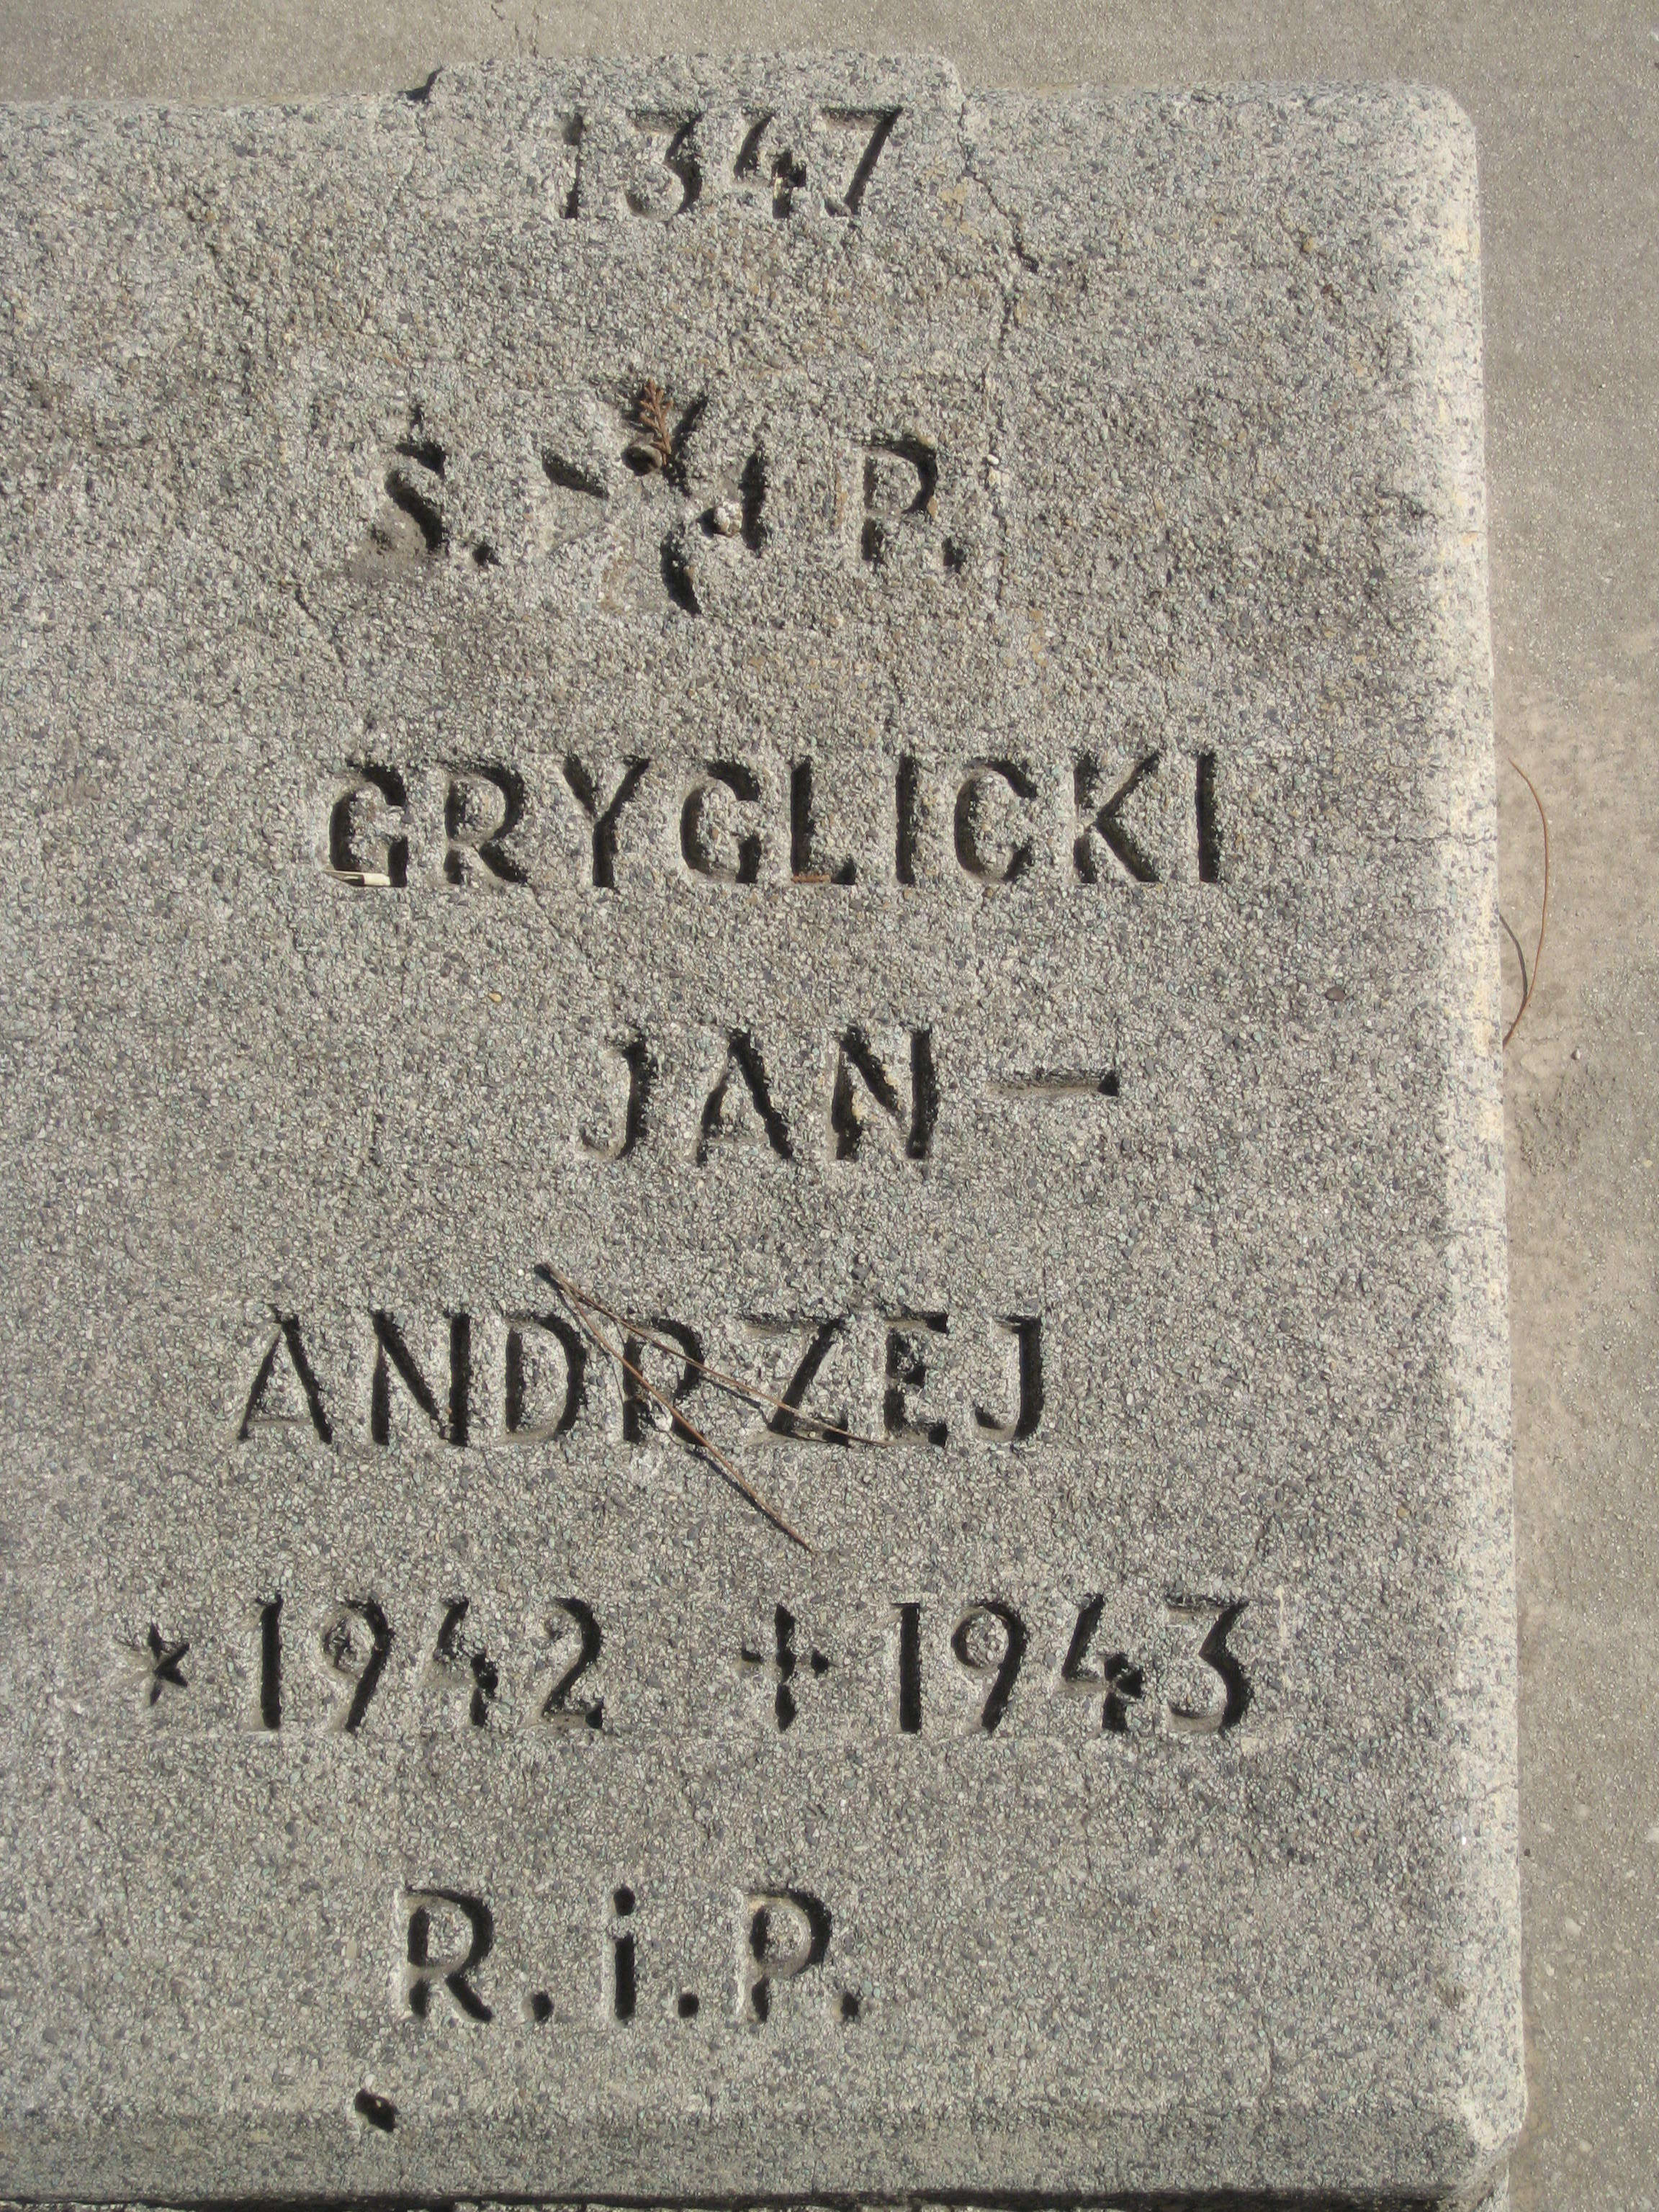 1347
Ś. P.
GRYGLICKI
JAN—
ANDRZEJ
*1942 +1943
R.i.P.